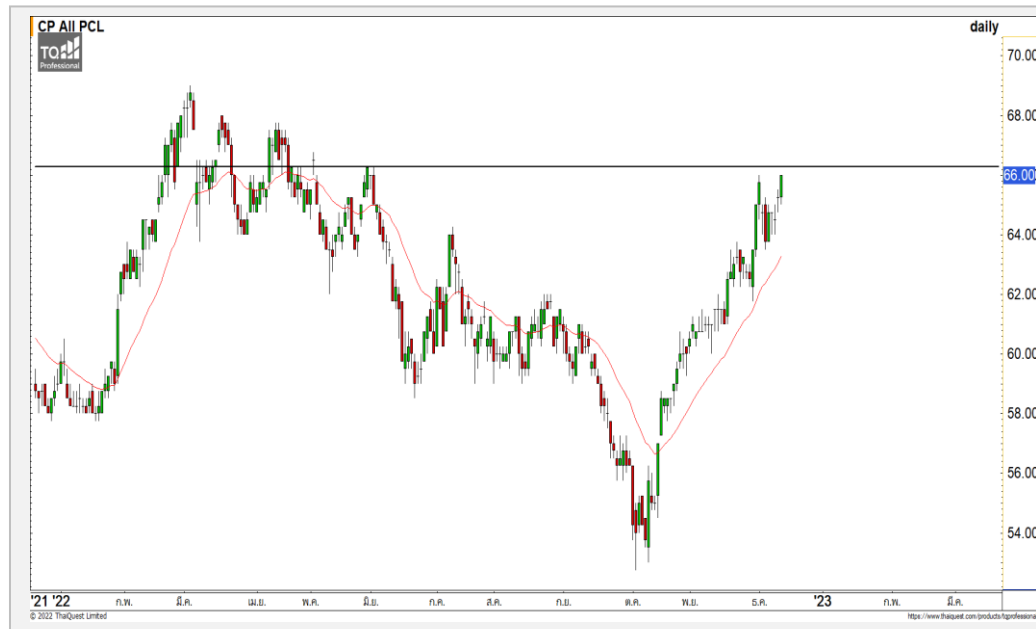 CP All PCL daily
TQ
Professional
70.00
68.00
66.00
64.00
62.00
60.00
58.00
56.00
54.00
'21 '22 ก.พ. มี.ค. เม.ย. พ.ค. มิ.ย. ก.ค. ส.ค. ก.ย. ต.ค. พ.ย. ธ.ค. '23 ก.พ. มี.ค.
© 2022 ThaiQuest Limited https://www.thaiquest.com/products/tqprofessional